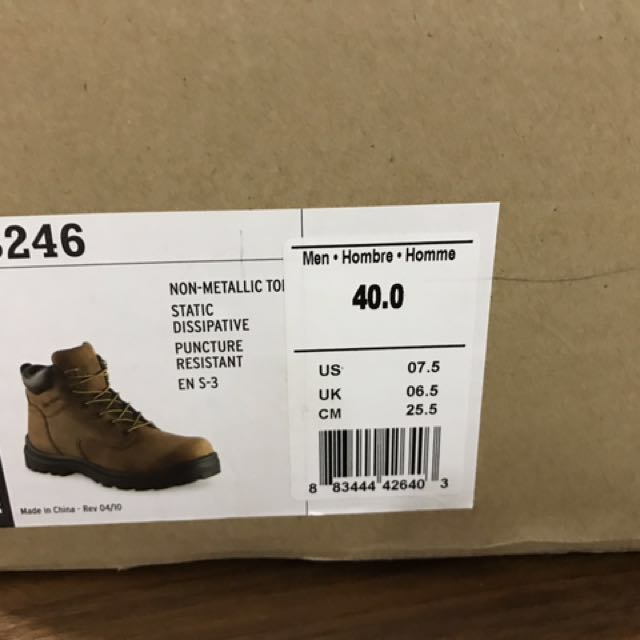 3246
NON-METALLIC TO
STATIC
DISSIPATIVE
PUNCTURE
RESISTANT
EN S-3
Made in China - Rev 04/10
Men • Hombre • Homme
40.0
US 07.5
UK 06.5
CM 25.5
8 83444 42640 3